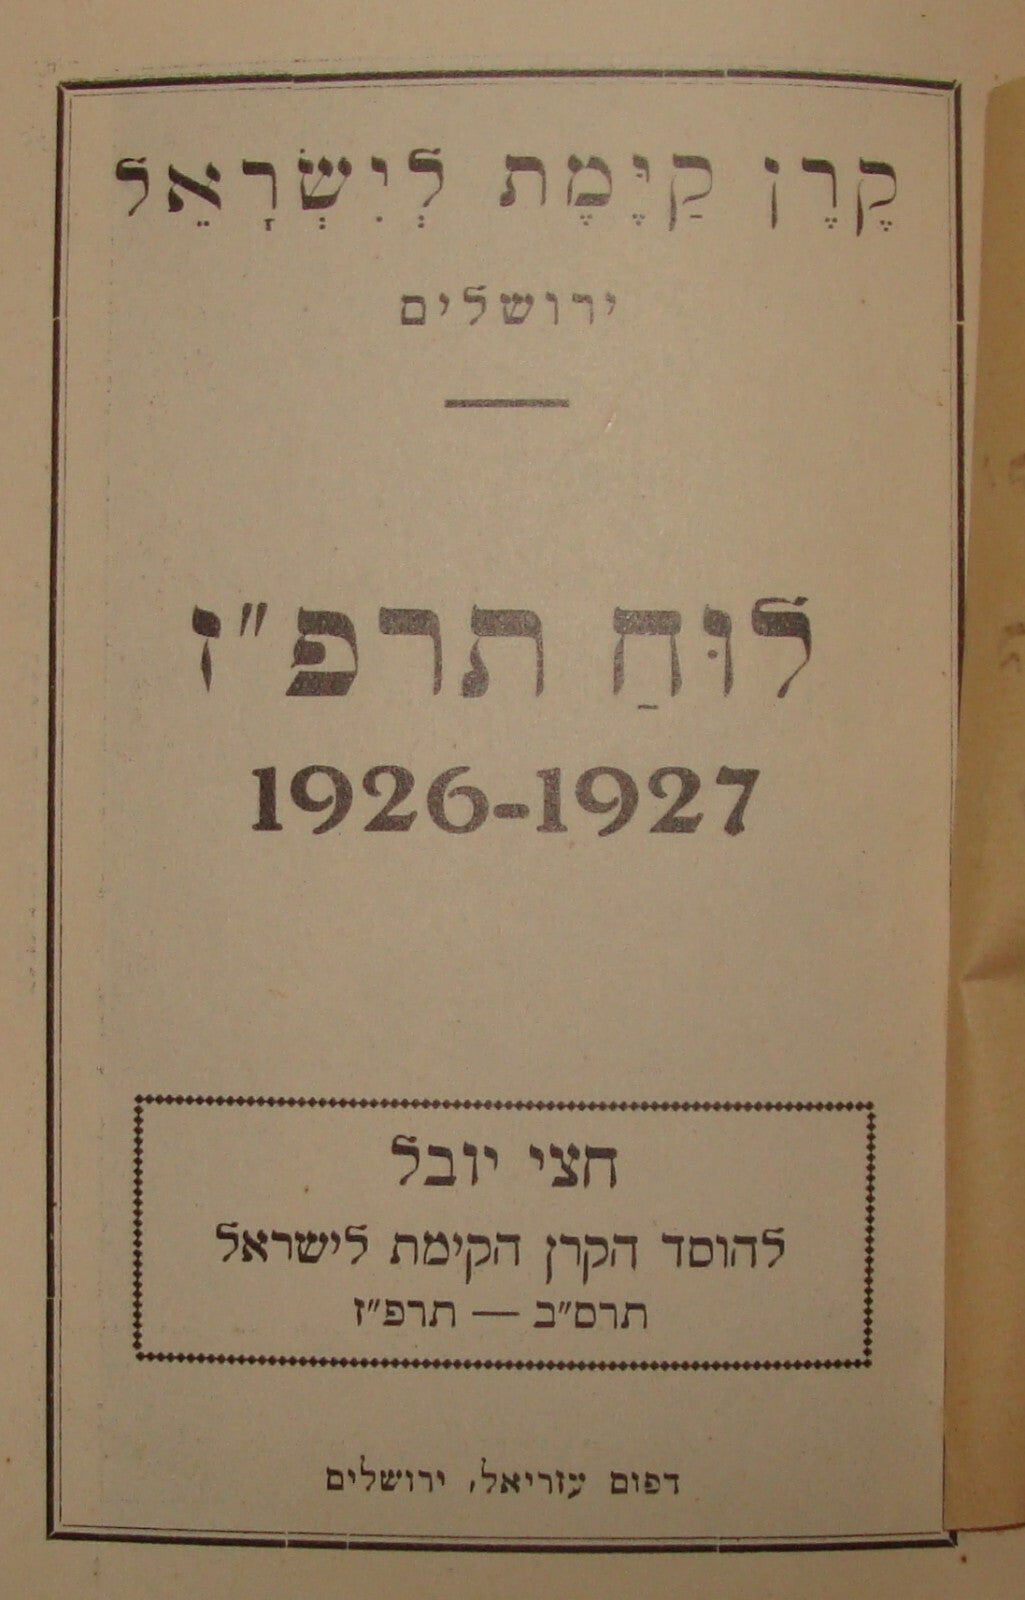 קֶרֶן קַיֶּמֶת לְיִשְׂרָאֵל
ירושלים
לוּחַ תרפ"ז
1926-1927
חצי יובל
להוסד הקרן הקימת לישראל
תרס"ב — תרפ"ז
דפוס עזריאל, ירושלים